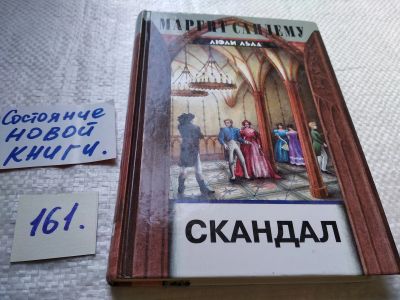 МАРГИТ САНДЕМУ
ЛЮДИ ЛЬДА
Состояние
НОВОЙ
КНИГИ.
161.
СКАНДАЛ